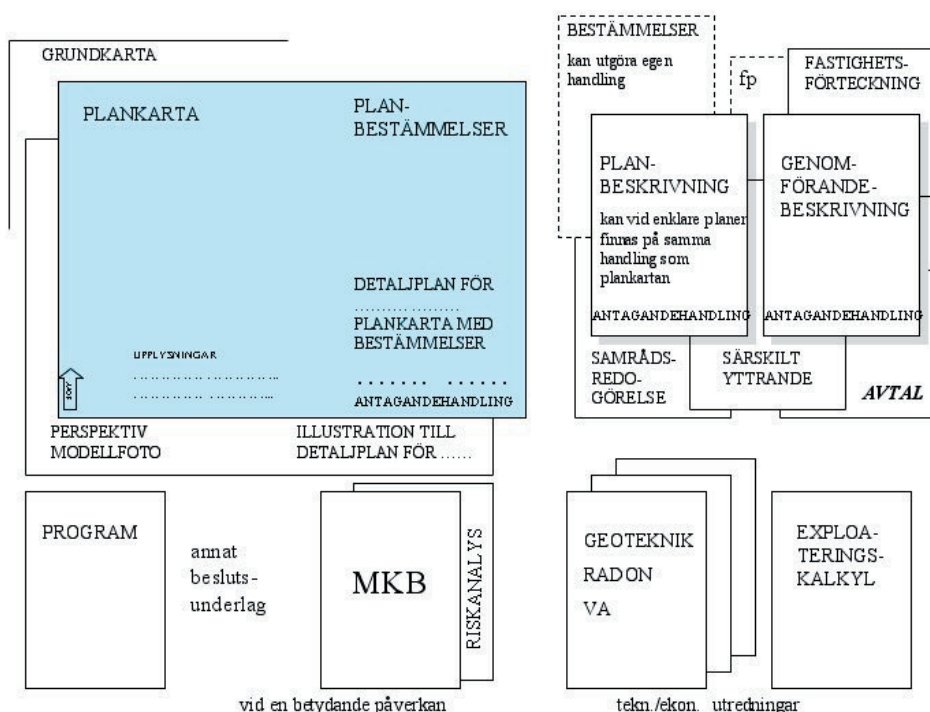 GRUNDKARTA
PLANKARTA
PLAN-
BESTÄMMELSER
DETALJPLAN FÖR
.......................
PLANKARTA MED
BESTÄMMELSER
UPPLYSNINGAR
. . . . . . . . . . . . . . . . . . . . . . ...
. . . . . . . . . . . . . . . . . . . . ....
. . . . . . .   . . . . . .
ANTAGANDEHANDLING
PERSPEKTIV
MODELLFOTO
ILLUSTRATION TILL
DETALJPLAN FÖR ......
BESTÄMMELSER
kan utgöra egen
handling
fp
FASTIGHETS-
FÖRTECKNING
PLAN-
BESKRIVNING
kan vid enklare planer
finnas på samma
handling som
plankartan
ANTAGANDEHANDLING
GENOM-
FÖRANDE-
BESKRIVNING
ANTAGANDEHANDLING
SAMRÅDS-
REDO-
GÖRELSE
SÄRSKILT
YTTRANDE
AVTAL
PROGRAM
annat
besluts-
underlag
MKB
RISKANALYS
vid en betydande påverkan
GEOTEKNIK
RADON
VA
EXPLOA-
TERINGS-
KALKYL
tekn./ekon. utredningar